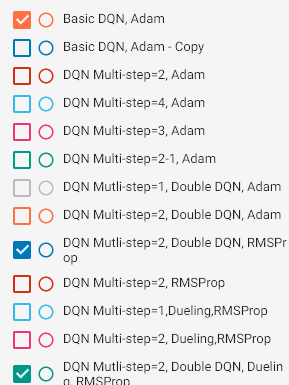 Basic DQN, Adam
Basic DQN, Adam - Copy
DQN Multi-step=2, Adam
DQN Multi-step=4, Adam
DQN Multi-step=3, Adam
DQN Multi-step=2-1, Adam
DQN Mutli-step=1, Double DQN, Adam
DQN Mutli-step=2, Double DQN, Adam
DQN Mutli-step=2, Double DQN, RMSPr
op
DQN Multi-step=2, RMSProp
DQN Multi-step=1,Dueling,RMSProp
DQN Multi-step=2, Dueling,RMSProp
DQN Mutli-step=2, Double DQN, Duelin
g, RMSProp